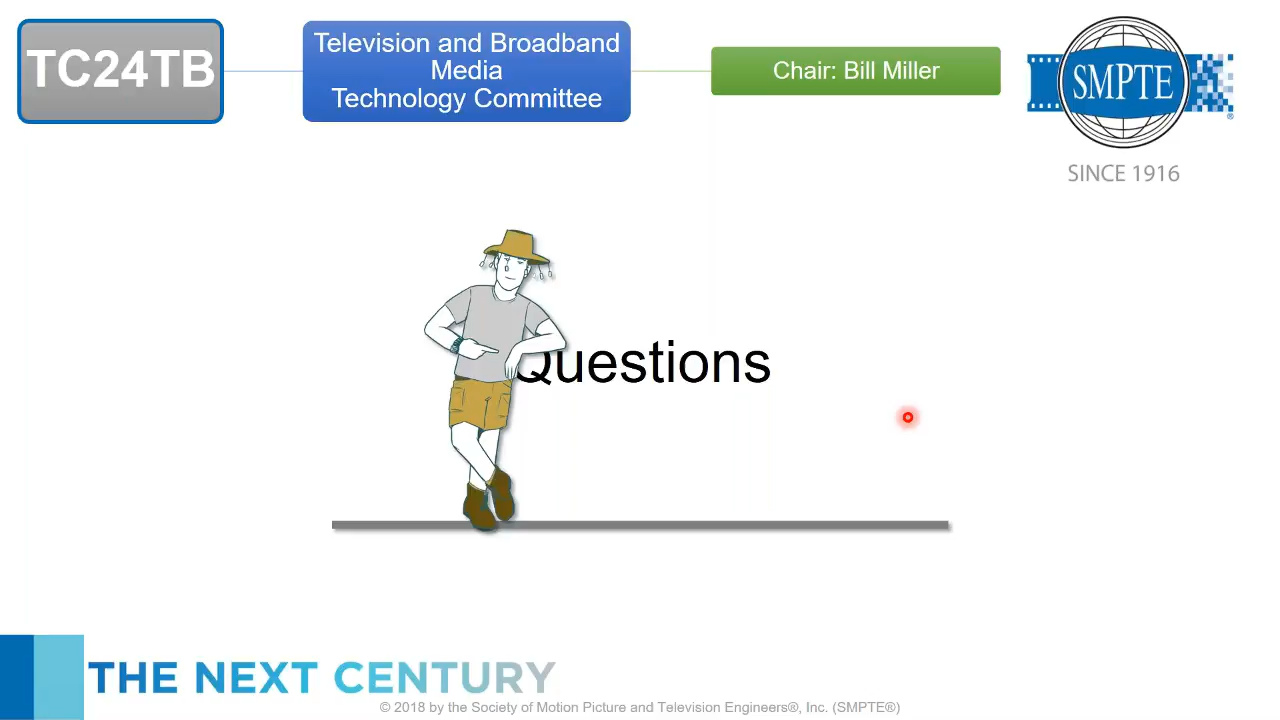 TC24TB
Television and Broadband
Media
Technology Committee
Chair: Bill Miller
SMPTE
®
SINCE 1916
Questions
THE NEXT CENTURY
© 2018 by the Society of Motion Picture and Television Engineers®, Inc. (SMPTE®)